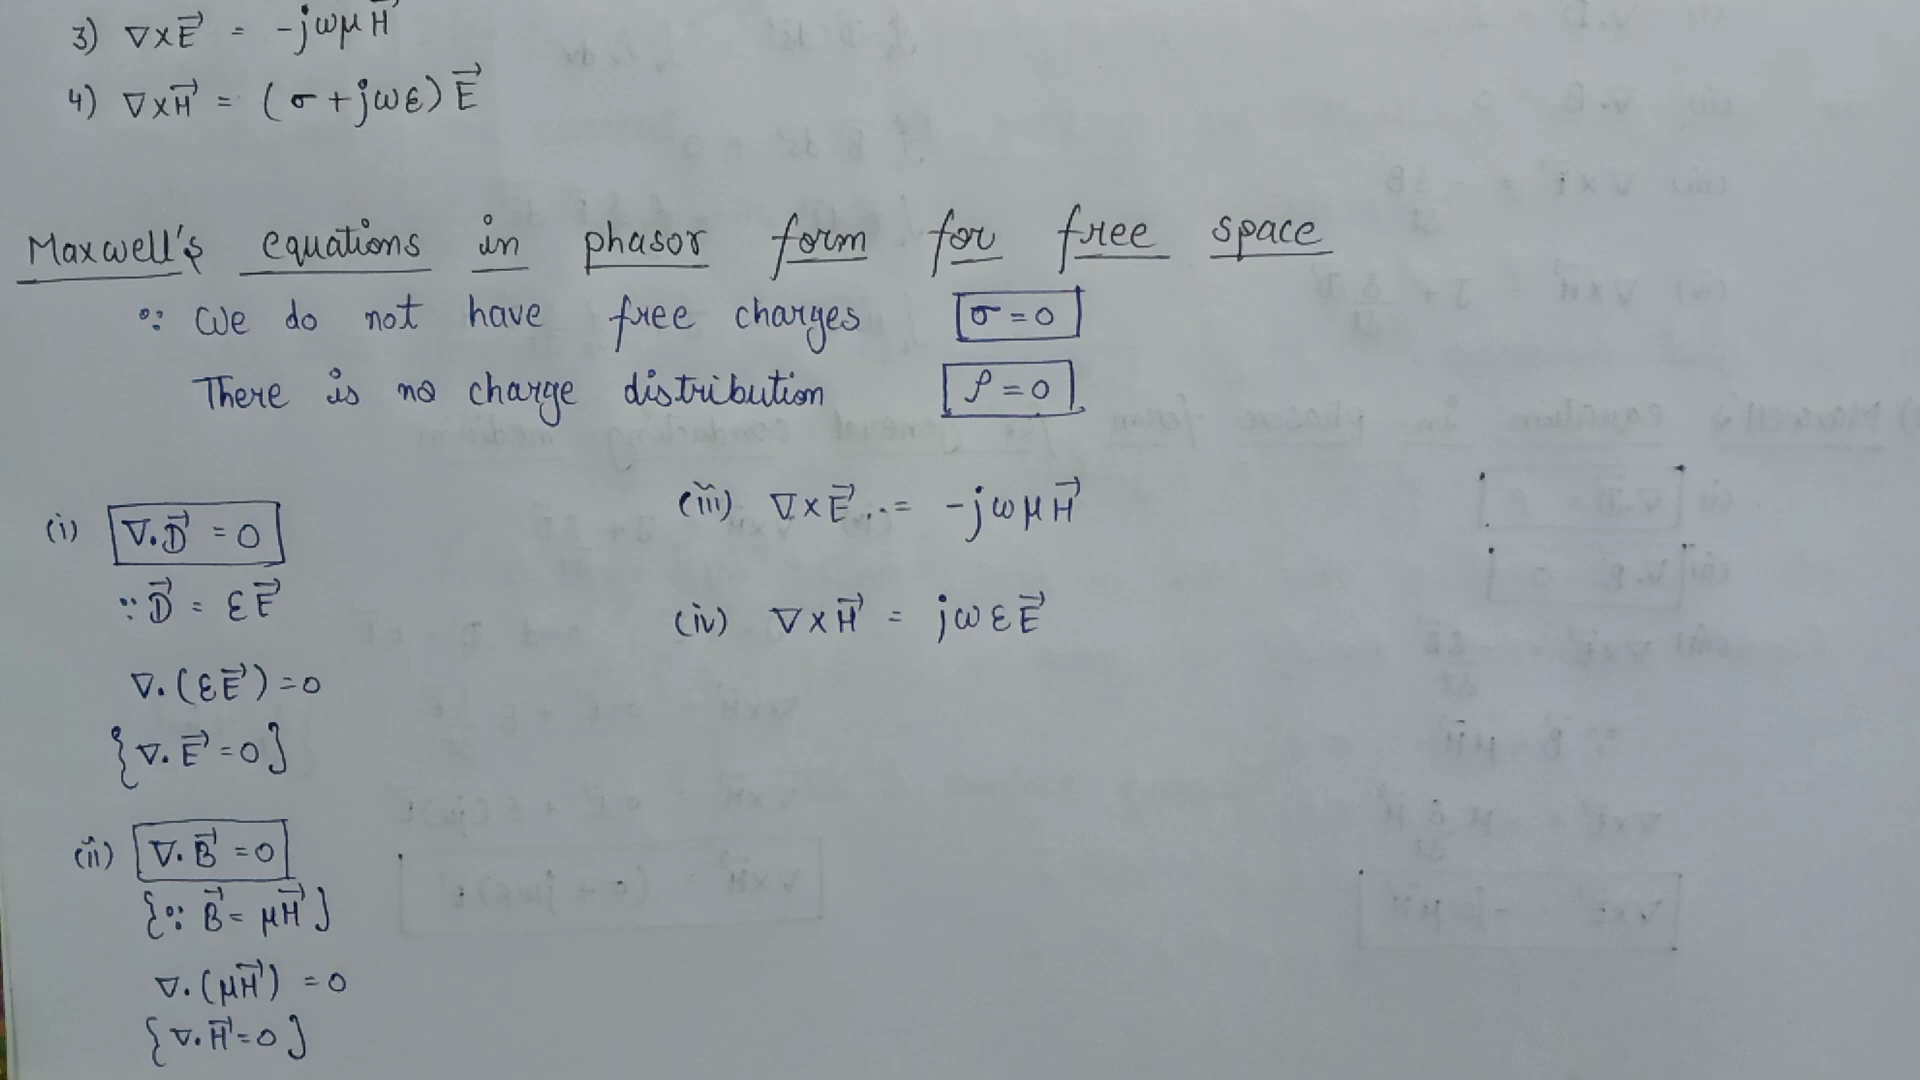 3) ∇×E⃗ = -jωμH⃗
4) ∇×H⃗ = (σ+jωε)E⃗
Maxwell's equations in phasor form for free space
∵ We do not have free charges σ=0
There is no charge distribution ρ=0
(i) ∇.D⃗ =0
∵ D⃗ = εE⃗
∇.(εE⃗)=0
{∇.E⃗=0}
(ii) ∇.B⃗ =0
{∵ B⃗= μH⃗}
∇.(μH⃗) =0
{∇.H⃗=0}
(iii) ∇×E⃗ = -jωμH⃗
(iv) ∇×H⃗ = jωεE⃗